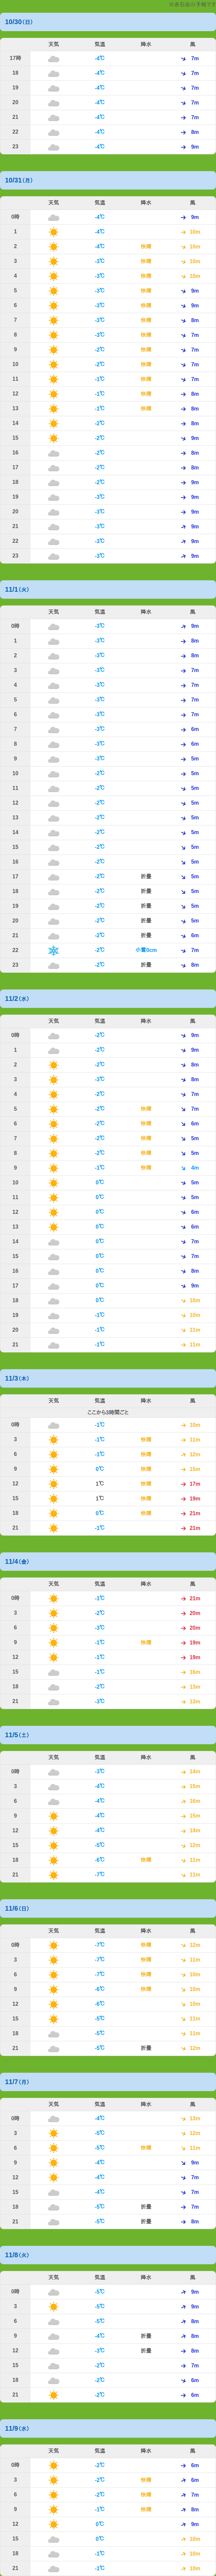 10/30(日)
天気 気温 降水 風
17時 -4℃ 7m
18 -4℃ 7m
19 -4℃ 7m
20 -4℃ 7m
21 -4℃ 7m
22 -4℃ 8m
23 -4℃ 9m
10/31(月)
天気 気温 降水 風
0時 -4℃ 9m
1 -4℃ 10m
2 -4℃ 快晴 10m
3 -3℃ 快晴 10m
4 -3℃ 快晴 10m
5 -3℃ 快晴 9m
6 -3℃ 快晴 9m
7 -3℃ 快晴 8m
8 -3℃ 快晴 7m
9 -2℃ 快晴 7m
10 -2℃ 快晴 7m
11 -1℃ 快晴 7m
12 -1℃ 快晴 8m
13 -1℃ 快晴 8m
14 -2℃ 8m
15 -2℃ 9m
16 -2℃ 8m
17 -2℃ 8m
18 -3℃ 9m
19 -3℃ 9m
20 -3℃ 9m
21 -3℃ 9m
22 -3℃ 9m
23 -3℃ 9m
11/1(火)
天気 気温 降水 風
0時 -3℃ 9m
1 -3℃ 8m
2 -3℃ 8m
3 -3℃ 7m
4 -3℃ 7m
5 -3℃ 7m
6 -3℃ 7m
7 -3℃ 6m
8 -3℃ 6m
9 -3℃ 5m
10 -2℃ 5m
11 -2℃ 5m
12 -2℃ 5m
13 -2℃ 5m
14 -2℃ 5m
15 -2℃ 5m
16 -2℃ 5m
17 -2℃ 折畳 5m
18 -2℃ 折畳 5m
19 -2℃ 折畳 5m
20 -2℃ 折畳 5m
21 -2℃ 折畳 6m
22 -2℃ 小雪0cm 7m
23 -2℃ 折畳 8m
11/2(水)
天気 気温 降水 風
0時 -2℃ 9m
1 -2℃ 9m
2 -2℃ 8m
3 -3℃ 8m
4 -2℃ 7m
5 -2℃ 快晴 7m
6 -2℃ 快晴 6m
7 -2℃ 快晴 5m
8 -2℃ 快晴 5m
9 -1℃ 快晴 4m
10 0℃ 5m
11 0℃ 5m
12 0℃ 6m
13 0℃ 6m
14 0℃ 7m
15 0℃ 7m
16 0℃ 8m
17 0℃ 9m
18 0℃ 10m
19 -1℃ 10m
20 -1℃ 11m
21 -1℃ 11m
11/3(木)
天気 気温 降水 風
ここから3時間ごと
0時 -1℃ 10m
3 -1℃ 快晴 11m
6 -1℃ 快晴 12m
9 0℃ 快晴 15m
12 1℃ 快晴 17m
15 1℃ 快晴 19m
18 0℃ 快晴 21m
21 -1℃ 21m
11/4(金)
天気 気温 降水 風
0時 -1℃ 21m
3 -2℃ 20m
6 -3℃ 20m
9 -1℃ 快晴 19m
12 -1℃ 19m
15 -1℃ 16m
18 -2℃ 13m
21 -3℃ 13m
11/5(土)
天気 気温 降水 風
0時 -3℃ 14m
3 -4℃ 15m
6 -4℃ 16m
9 -4℃ 15m
12 -4℃ 14m
15 -5℃ 12m
18 -6℃ 快晴 11m
21 -7℃ 11m
11/6(日)
天気 気温 降水 風
0時 -7℃ 快晴 12m
3 -7℃ 快晴 11m
6 -7℃ 快晴 10m
9 -6℃ 快晴 10m
12 -6℃ 10m
15 -5℃ 11m
18 -5℃ 11m
21 -5℃ 折畳 12m
11/7(月)
天気 気温 降水 風
0時 -4℃ 13m
3 -5℃ 12m
6 -5℃ 快晴 11m
9 -4℃ 9m
12 -4℃ 7m
15 -4℃ 7m
18 -5℃ 折畳 7m
21 -5℃ 折畳 8m
11/8(火)
天気 気温 降水 風
0時 -5℃ 9m
3 -5℃ 9m
6 -5℃ 8m
9 -4℃ 折畳 8m
12 -3℃ 折畳 8m
15 -2℃ 7m
18 -2℃ 6m
21 -2℃ 6m
11/9(水)
天気 気温 降水 風
0時 -2℃ 6m
3 -2℃ 快晴 6m
6 -2℃ 快晴 7m
9 -1℃ 快晴 8m
12 0℃ 9m
15 0℃ 10m
18 -1℃ 10m
21 -1℃ 10m